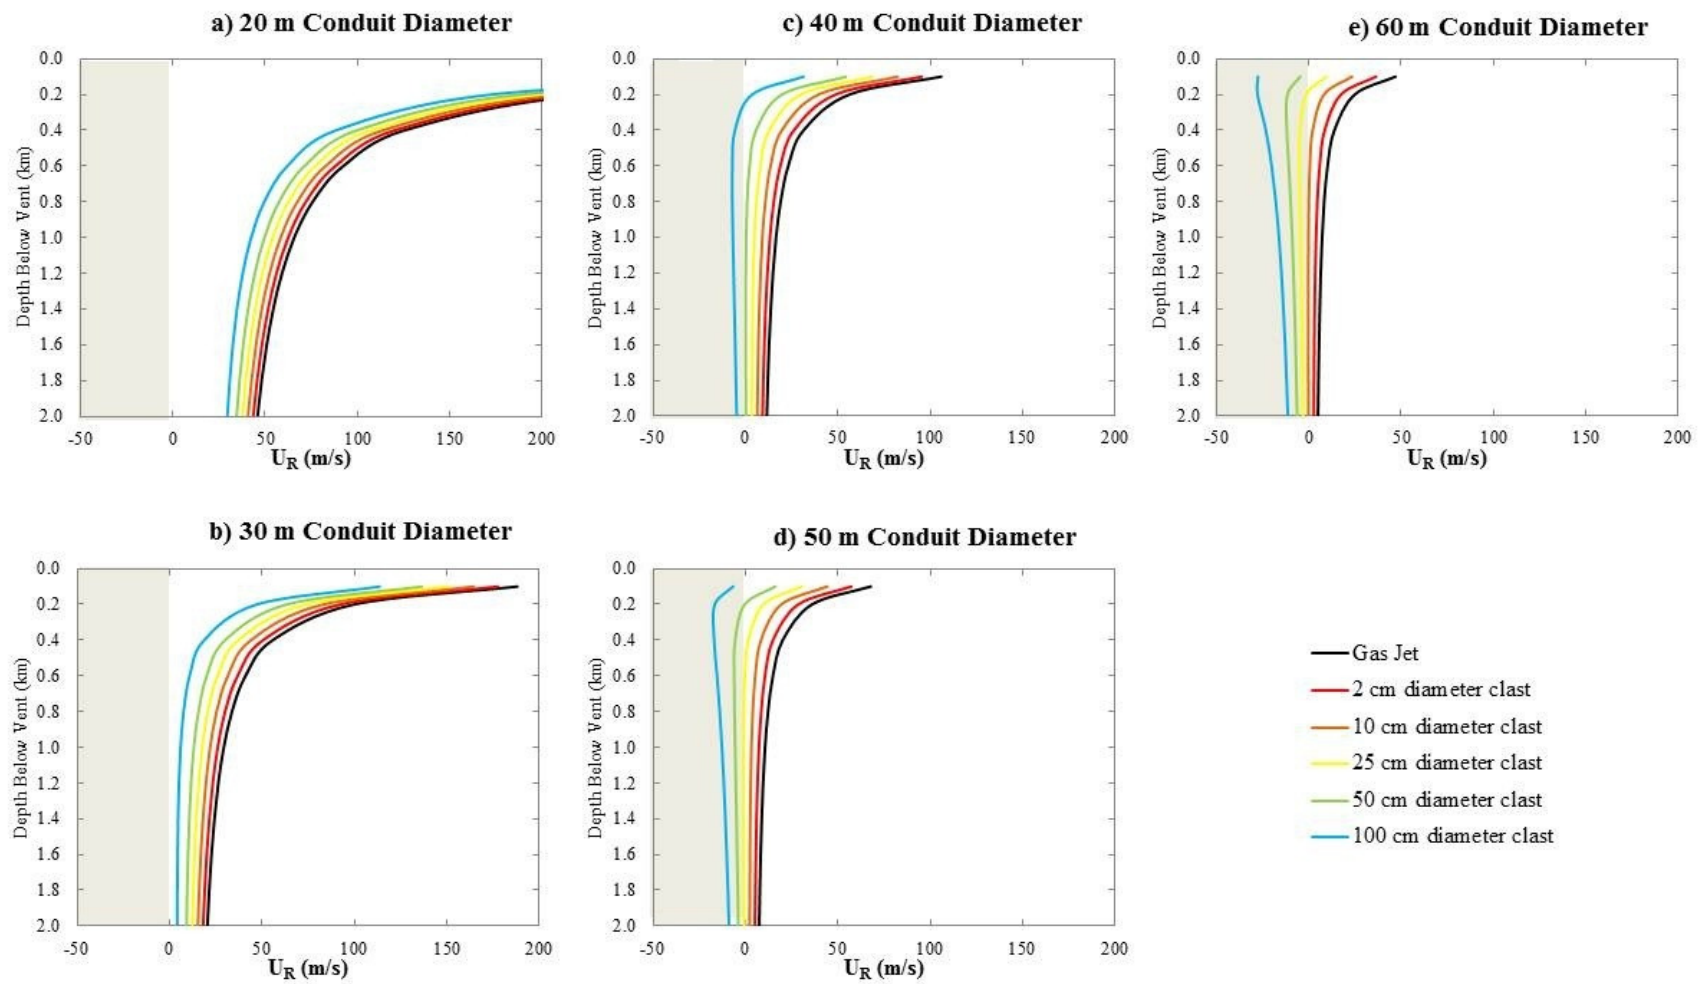 a) 20 m Conduit Diameter
0.0
0.2
0.4
0.6
0.8
1.0
1.2
1.4
1.6
1.8
2.0
Depth Below Vent (km)
-50 0 50 100 150 200
U_R (m/s)
c) 40 m Conduit Diameter
0.0
0.2
0.4
0.6
0.8
1.0
1.2
1.4
1.6
1.8
2.0
Depth Below Vent (km)
-50 0 50 100 150 200
U_R (m/s)
e) 60 m Conduit Diameter
0.0
0.2
0.4
0.6
0.8
1.0
1.2
1.4
1.6
1.8
2.0
Depth Below Vent (km)
-50 0 50 100 150 200
U_R (m/s)
b) 30 m Conduit Diameter
0.0
0.2
0.4
0.6
0.8
1.0
1.2
1.4
1.6
1.8
2.0
Depth Below Vent (km)
-50 0 50 100 150 200
U_R (m/s)
d) 50 m Conduit Diameter
0.0
0.2
0.4
0.6
0.8
1.0
1.2
1.4
1.6
1.8
2.0
Depth Below Vent (km)
-50 0 50 100 150 200
U_R (m/s)
Gas Jet
2 cm diameter clast
10 cm diameter clast
25 cm diameter clast
50 cm diameter clast
100 cm diameter clast